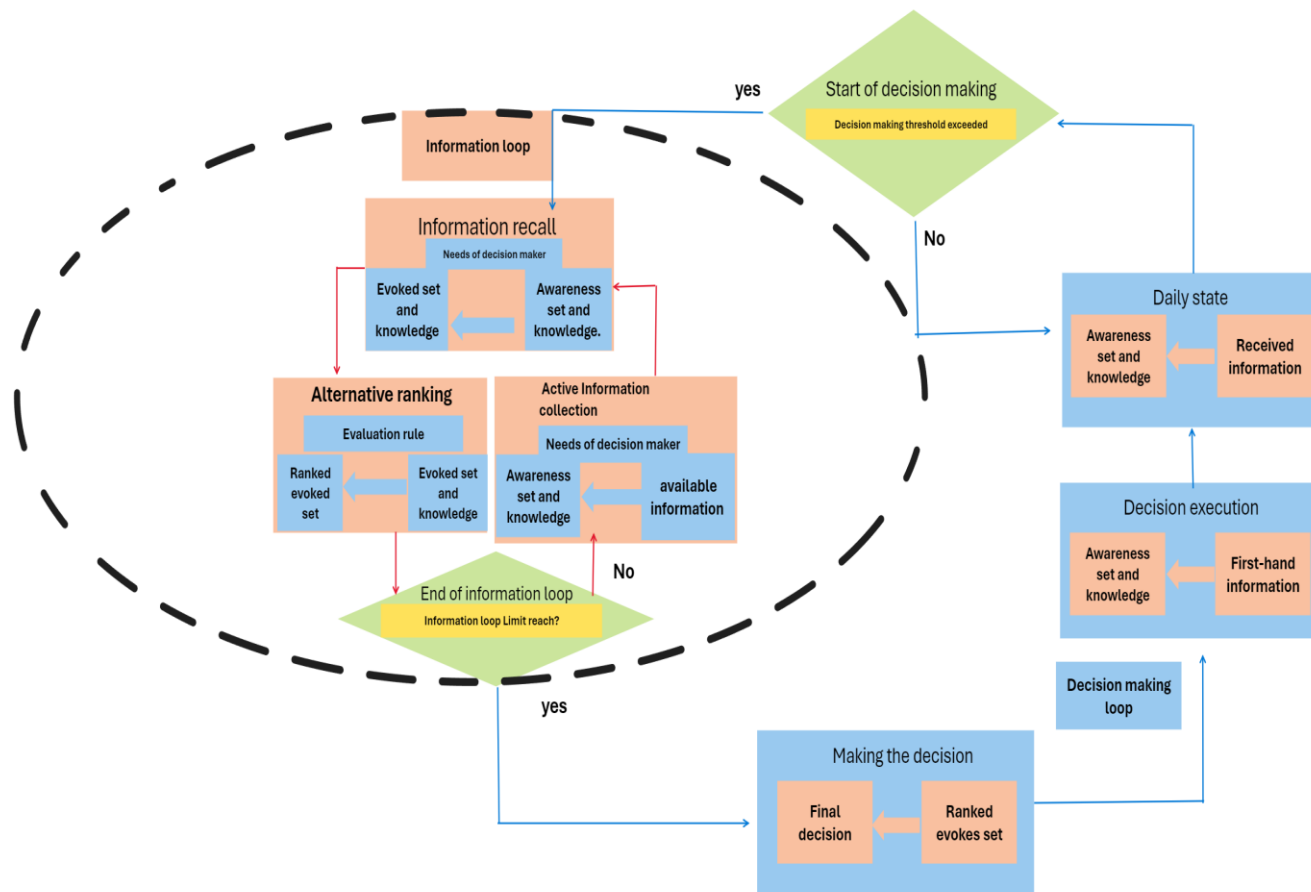 Start of decision making
Decision making threshold exceeded
yes
No
Information loop
Information recall
Needs of decision maker
Evoked set
and
knowledge
Awareness
set and
knowledge.
Alternative ranking
Evaluation rule
Ranked
evoked
set
Evoked set
and
knowledge
Active Information
collection
Needs of decision maker
Awareness
set and
knowledge
available
information
End of information loop
Information loop Limit reach?
No
yes
Daily state
Awareness
set and
knowledge
Received
information
Decision execution
Awareness
set and
knowledge
First-hand
information
Decision making
loop
Making the decision
Final
decision
Ranked
evokes set